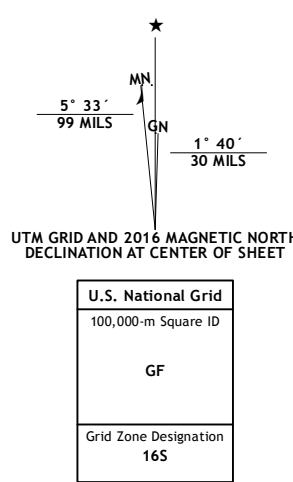 ★
MN.
5° 33´
99 MILS
GN
1° 40´
30 MILS
UTM GRID AND 2016 MAGNETIC NORTH
DECLINATION AT CENTER OF SHEET
U.S. National Grid
100,000-m Square ID
GF
Grid Zone Designation
16S